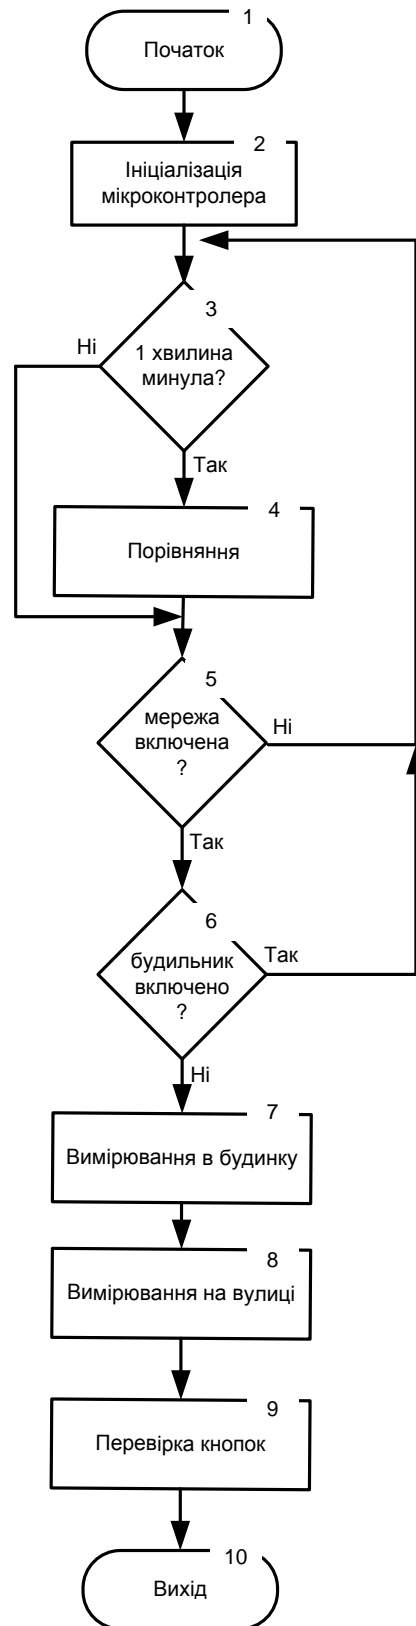 1
Початок
2
Ініціалізація
мікроконтролера
3
Ні
1 хвилина
минула?
Так
4
Порівняння
5
мережа
включена
?
Ні
Так
6
будильник
включено
?
Так
Ні
7
Вимірювання в будинку
8
Вимірювання на вулиці
9
Перевірка кнопок
10
Вихід